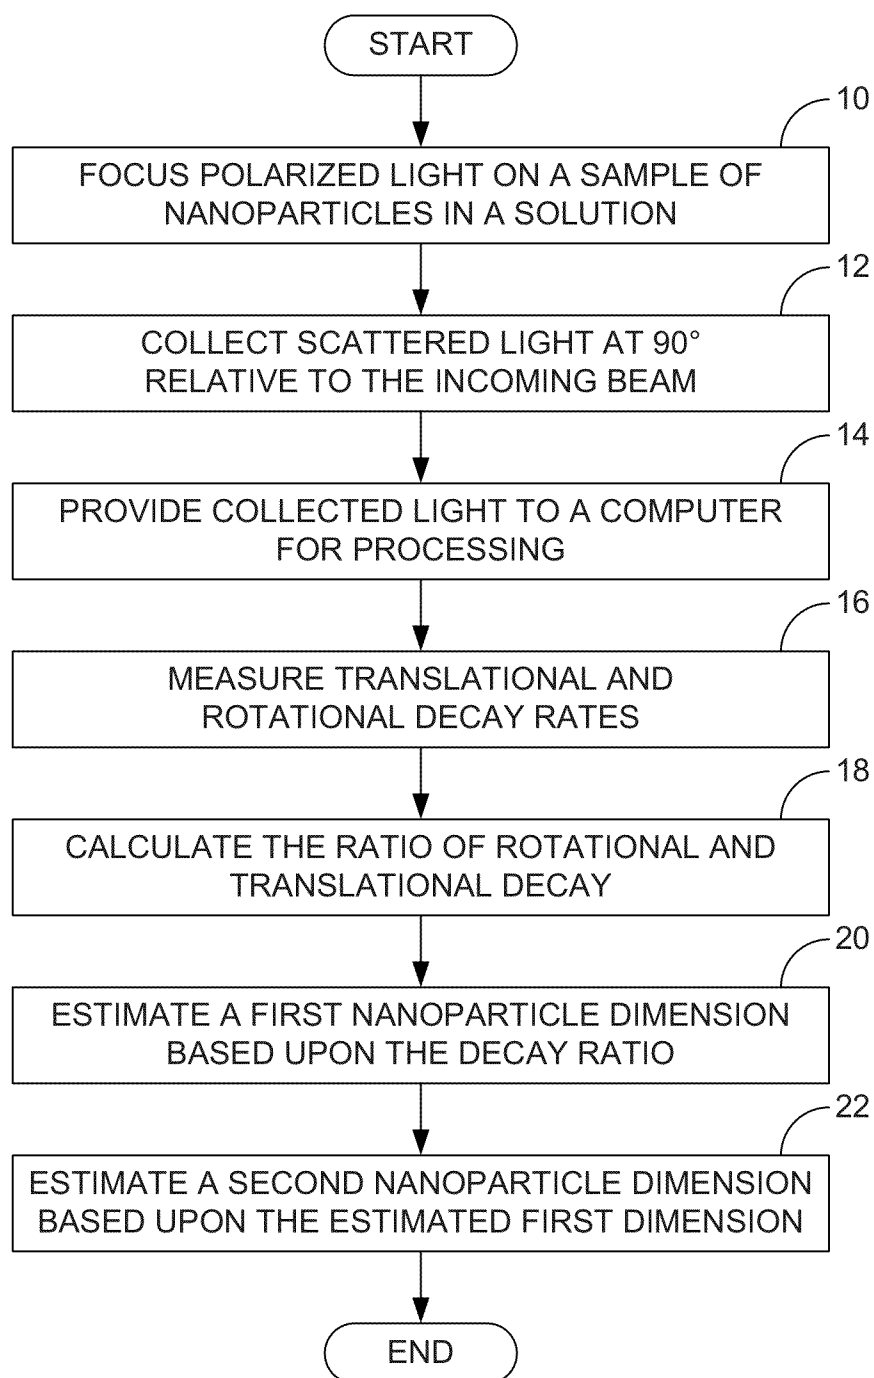 START
10
FOCUS POLARIZED LIGHT ON A SAMPLE OF
NANOPARTICLES IN A SOLUTION
12
COLLECT SCATTERED LIGHT AT 90°
RELATIVE TO THE INCOMING BEAM
14
PROVIDE COLLECTED LIGHT TO A COMPUTER
FOR PROCESSING
16
MEASURE TRANSLATIONAL AND
ROTATIONAL DECAY RATES
18
CALCULATE THE RATIO OF ROTATIONAL AND
TRANSLATIONAL DECAY
20
ESTIMATE A FIRST NANOPARTICLE DIMENSION
BASED UPON THE DECAY RATIO
22
ESTIMATE A SECOND NANOPARTICLE DIMENSION
BASED UPON THE ESTIMATED FIRST DIMENSION
END